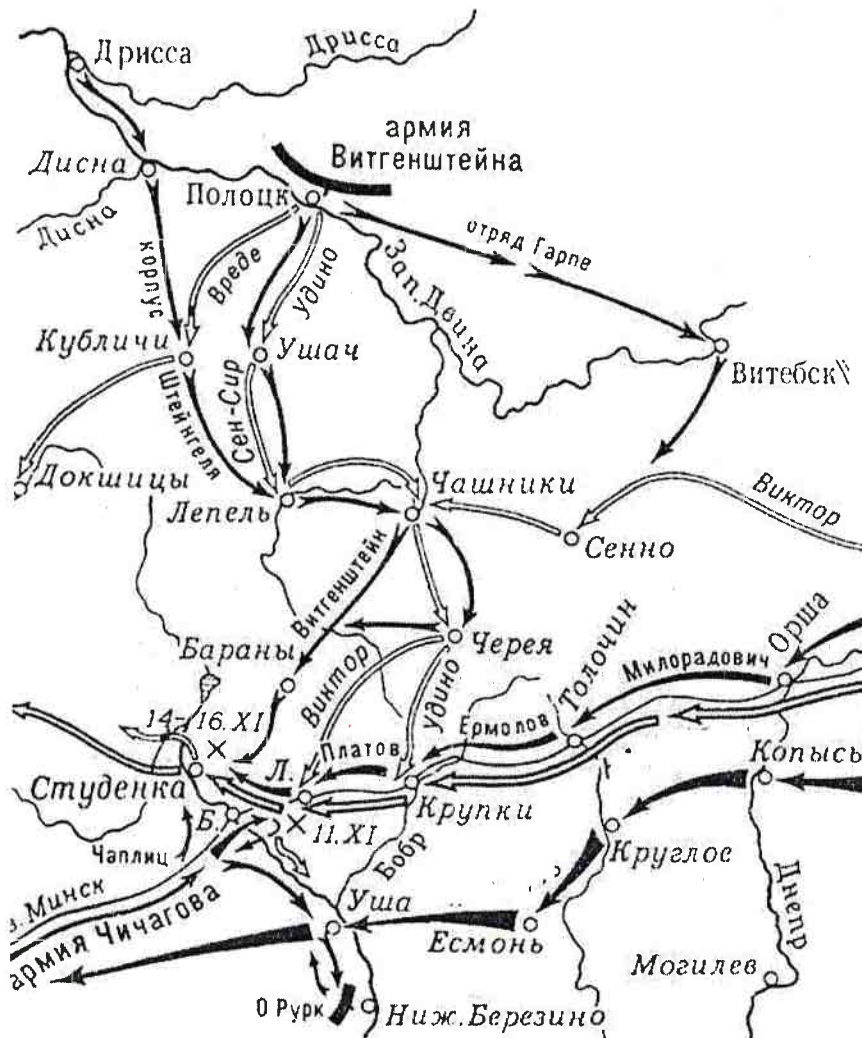 Дрисса
Дрисса
армия
Витгенштейна
Дисна
Полоцк
Дисна
отряд Гарпе
корпус
Вреде
Удино
Зап. Двина
Кубличи
Ушач
Витебск
Штейнгеля
Сен-Сир
Докшицы
Лепель
Чашники
Виктор
Сенно
Витгенштейн
Черея
Бараны
Виктор
Удино
Толочин
Милорадович
Орша
14-16.XI
Ермолов
Платов
Л.
Студенка
Крупки
Копысь
Б.
11.XI
Чаплиц
Бобр
Круглое
з. Минск
армия Чичагова
Уша
Есмонь
Днепр
Могилев
О Рурк
Ниж. Березино